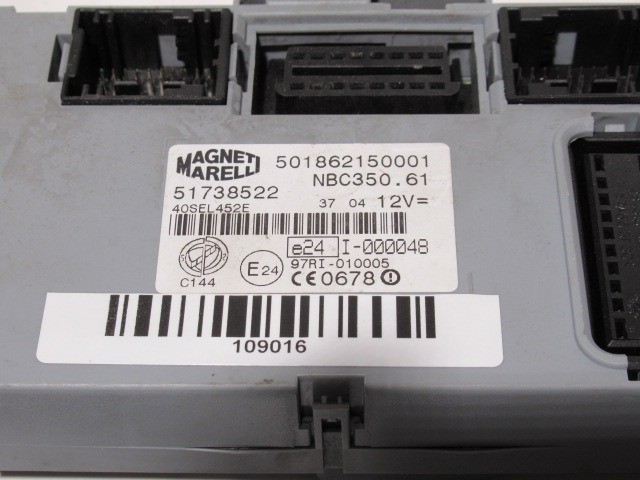 MAGNETI MARELLI
501862150001
NBC350.61
51738522
40SEL452E
37 04 12V=
e24 I-000048
97RI-010005
E24
CE0678
C144
109016